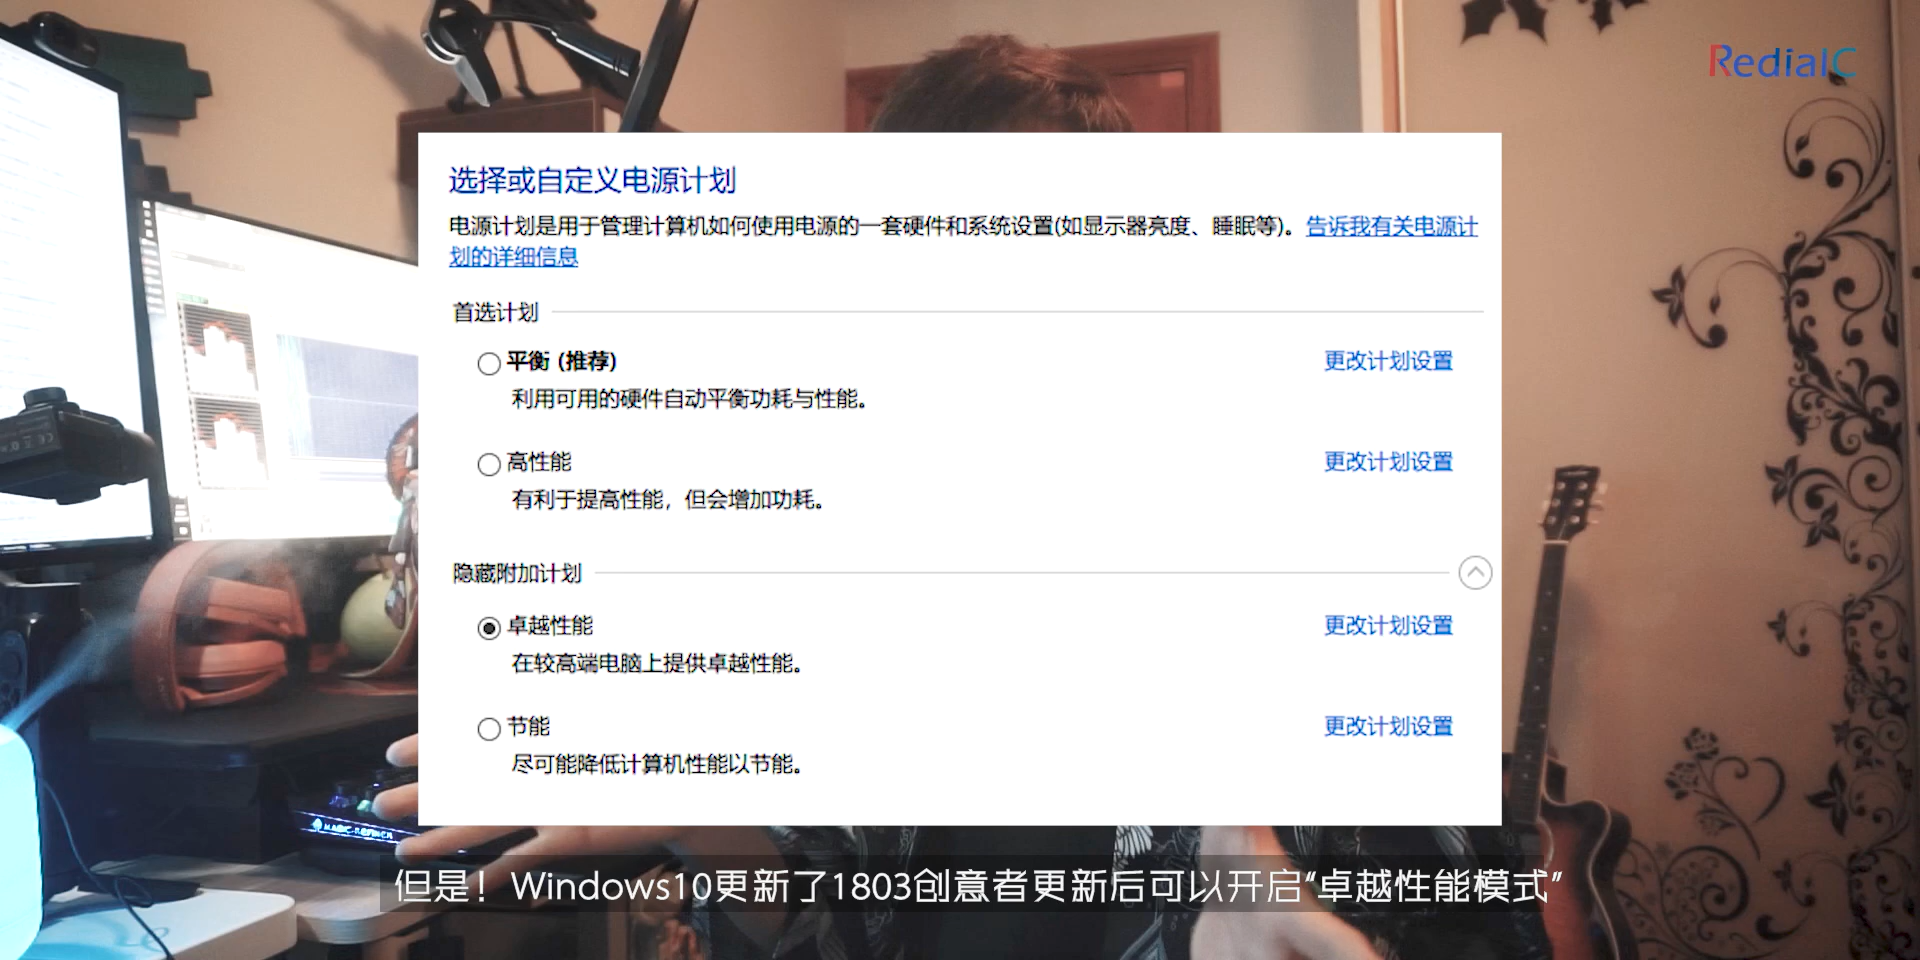 RedialC
选择或自定义电源计划
电源计划是用于管理计算机如何使用电源的一套硬件和系统设置(如显示器亮度、睡眠等)。告诉我有关电源计
划的详细信息
首选计划
平衡 (推荐) 更改计划设置
利用可用的硬件自动平衡功耗与性能。
高性能 更改计划设置
有利于提高性能，但会增加功耗。
隐藏附加计划
卓越性能 更改计划设置
在较高端电脑上提供卓越性能。
节能 更改计划设置
尽可能降低计算机性能以节能。
但是！Windows10更新了1803创意者更新后可以开启“卓越性能模式”